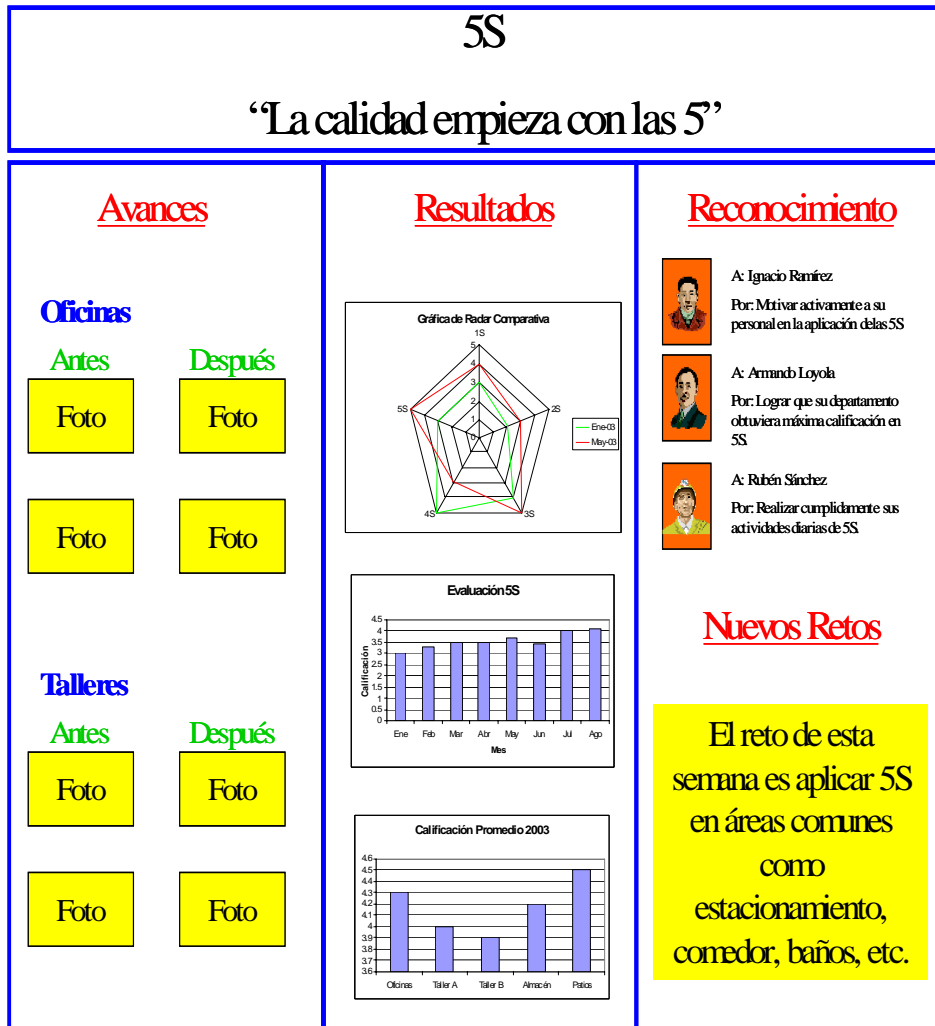 5S
“La calidad empieza con las 5”
Avances
Oficinas
Antes Después
Foto Foto
Foto Foto
Talleres
Antes Después
Foto Foto
Foto Foto
Resultados
Gráfica de Radar Comparativa
1S
5
4
3
2
1
0
2S
3S
4S
5S
Ene-03
May-03
Evaluación 5S
Calificación
4.5
4
3.5
3
2.5
2
1.5
1
0.5
0
Ene Feb Mar Abr May Jun Jul Ago
Mes
Calificación Promedio 2003
4.6
4.5
4.4
4.3
4.2
4.1
4
3.9
3.8
3.7
3.6
Oficinas Taller A Taller B Almacén Patios
Reconocimiento
A: Ignacio Ramírez
Por: Motivar activamente a su
personal en la aplicación delas 5S
A: Armando Loyola
Por: Lograr que su departamento
obtuviera máxima calificación en
5S.
A: Rubén Sánchez
Por: Realizar cumplidamente sus
actividades diarias de 5S.
Nuevos Retos
El reto de esta
semana es aplicar 5S
en áreas comunes
como
estacionamiento,
comedor, baños, etc.